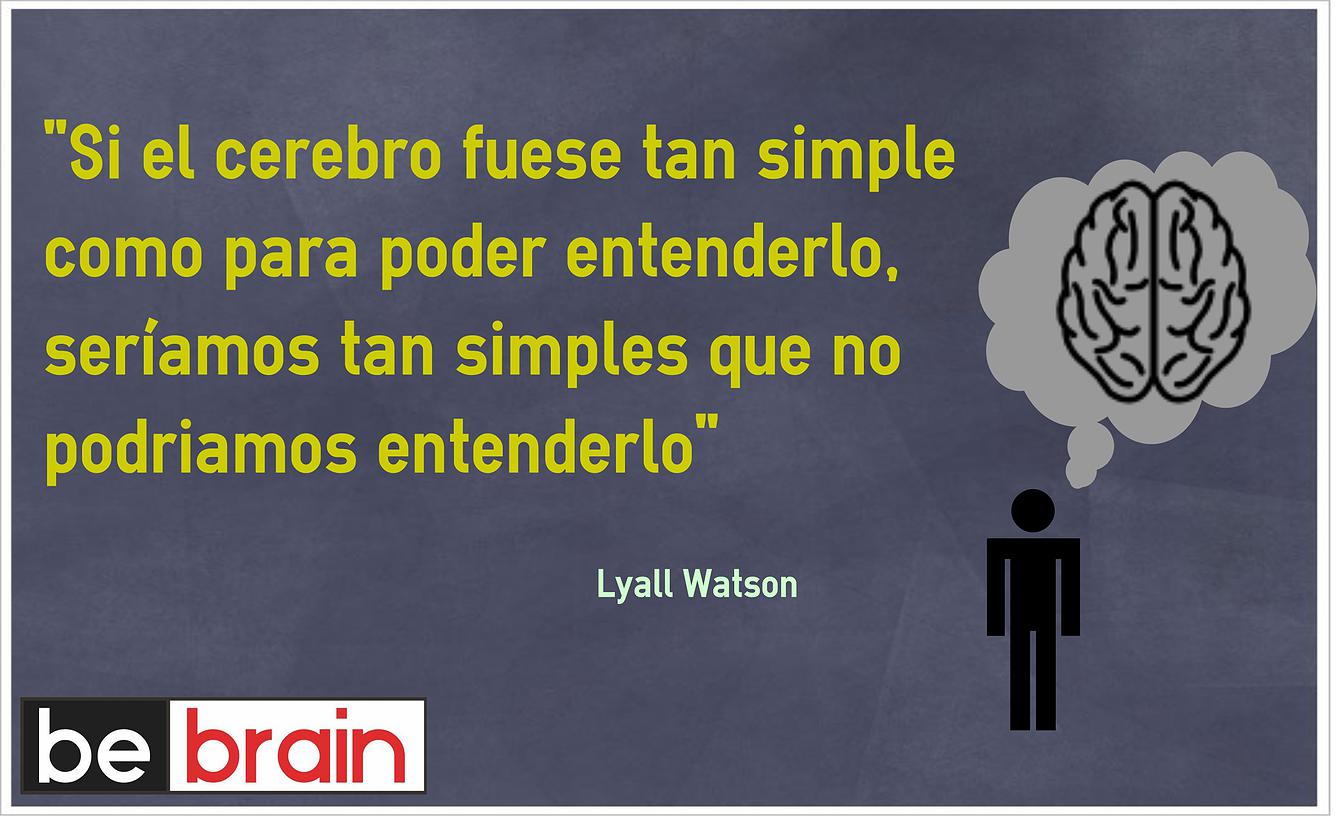 "Si el cerebro fuese tan simple
como para poder entenderlo,
seríamos tan simples que no
podriamos entenderlo"
Lyall Watson
be brain